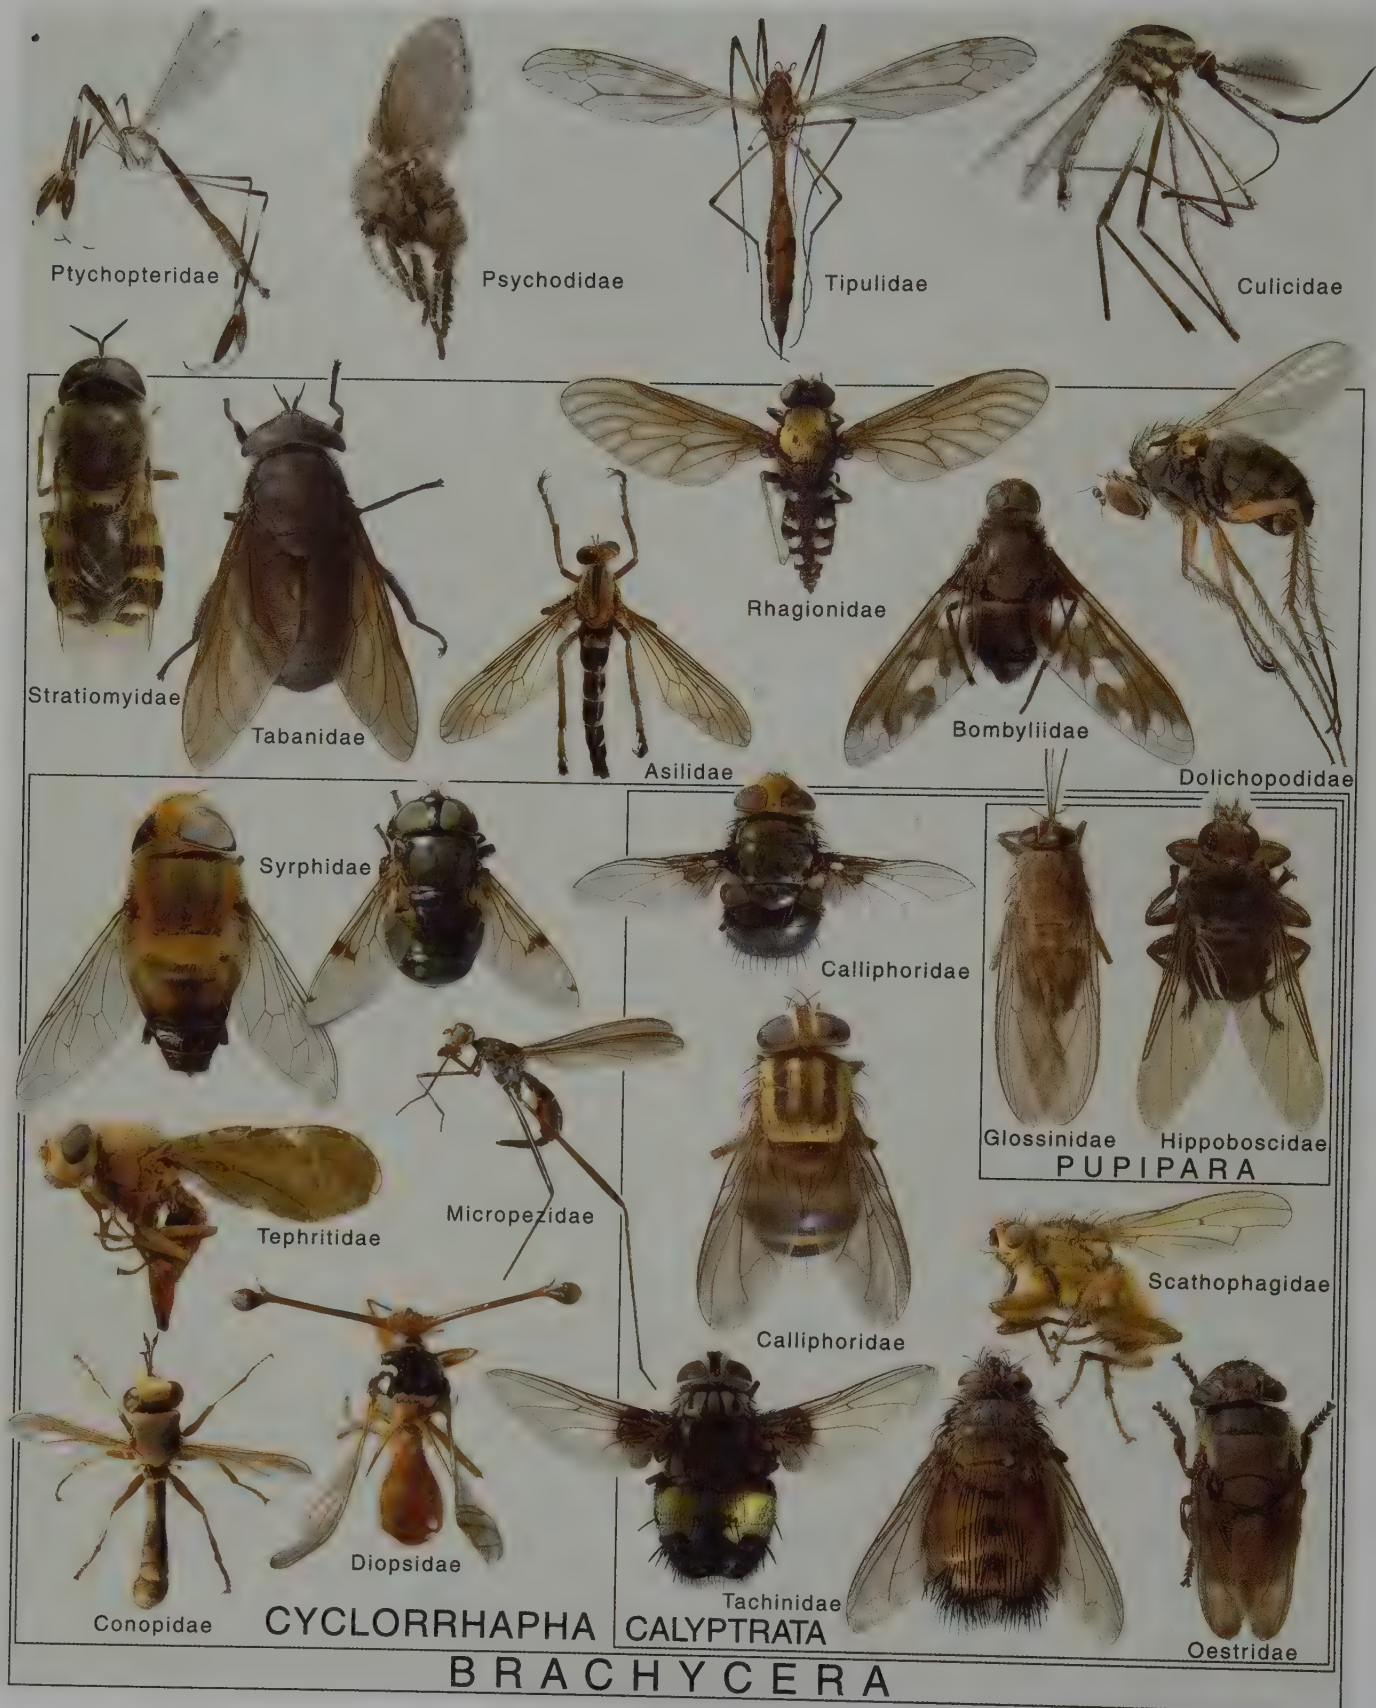 Ptychopteridae
Psychodidae
Tipulidae
Culicidae
Rhagionidae
Stratiomyidae
Tabanidae
Bombyliidae
Asilidae
Dolichopodidae
Syrphidae
Calliphoridae
Glossinidae
Hippoboscidae
PUPIPARA
Micropezidae
Tephritidae
Scathophagidae
Calliphoridae
Diopsidae
Tachinidae
Conopidae
CYCLORRHAPHA
CALYPTRATA
Oestridae
BRACHYCERA